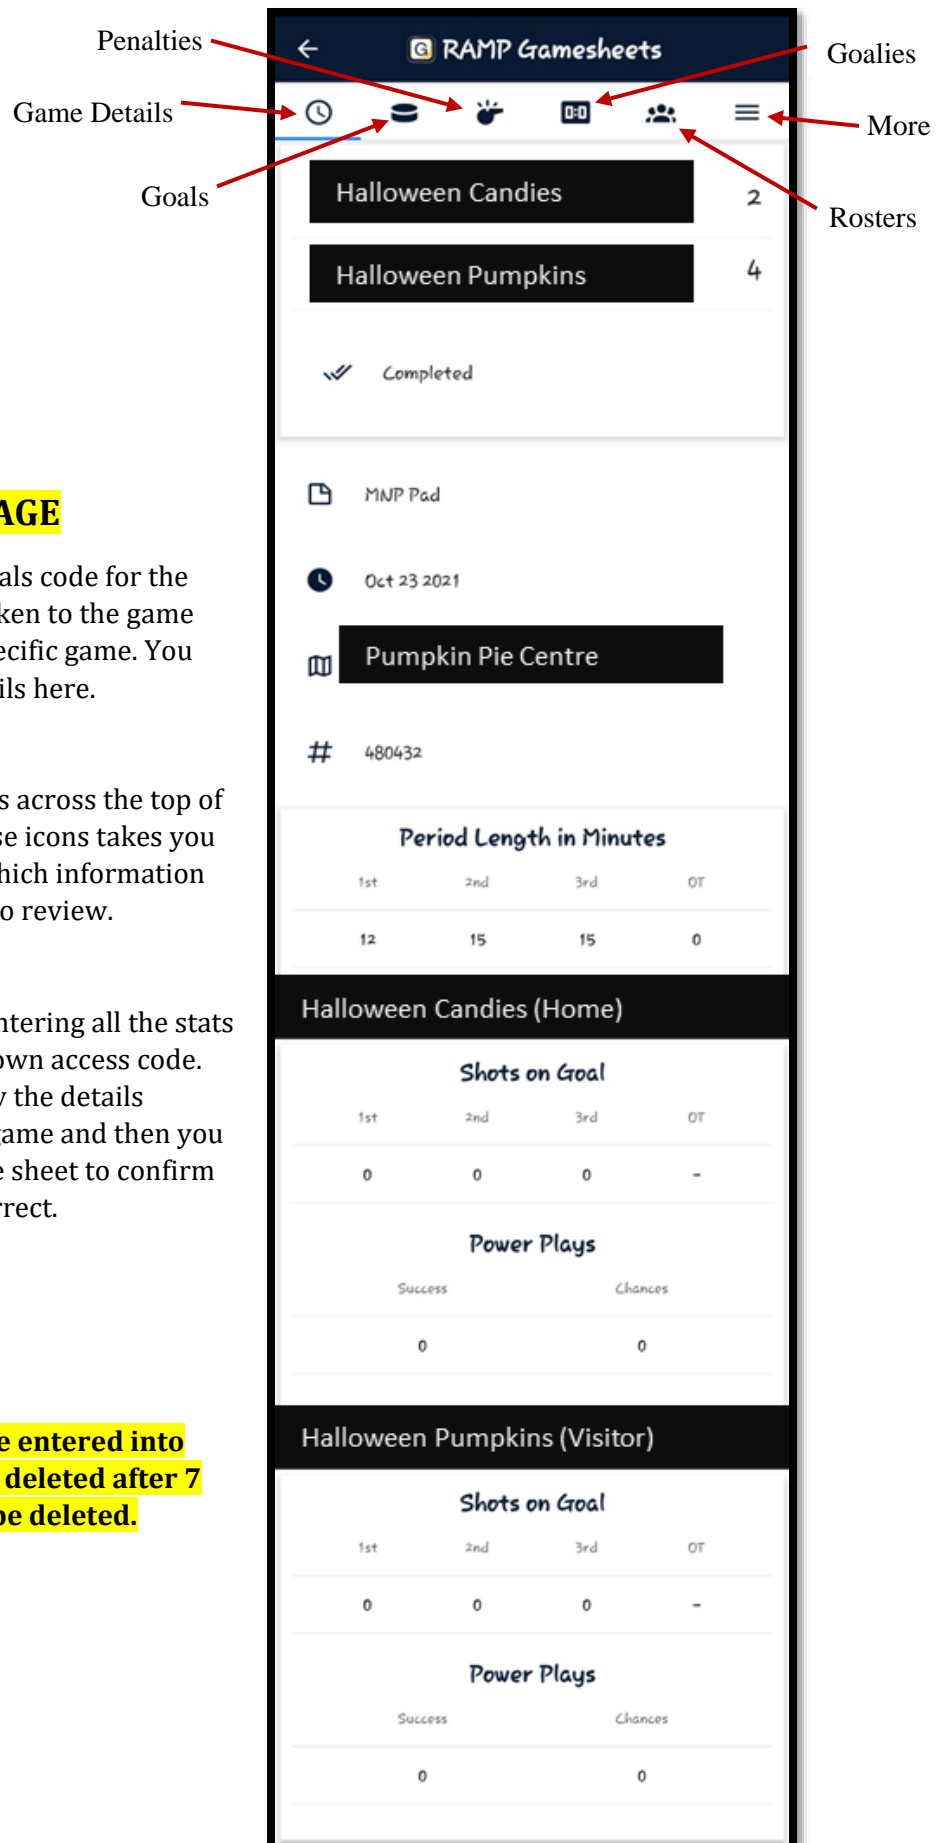 Penalties
RAMP Gamesheets
Goalies
Game Details
0:0
More
Goals
Rosters
Halloween Candies 2
Halloween Pumpkins 4
Completed
MNP Pad
Oct 23 2021
Pumpkin Pie Centre
# 480432
Period Length in Minutes
1st 2nd 3rd OT
12 15 15 0
Halloween Candies (Home)
Shots on Goal
1st 2nd 3rd OT
0 0 0 -
Power Plays
Success Chances
0 0
Halloween Pumpkins (Visitor)
Shots on Goal
1st 2nd 3rd OT
0 0 0 -
Power Plays
Success Chances
0 0
AGE
als code for the
ken to the game
ecific game. You
ils here.
s across the top of
se icons takes you
hich information
o review.
ntering all the stats
own access code.
y the details
game and then you
e sheet to confirm
rrect.
e entered into
deleted after 7
be deleted.